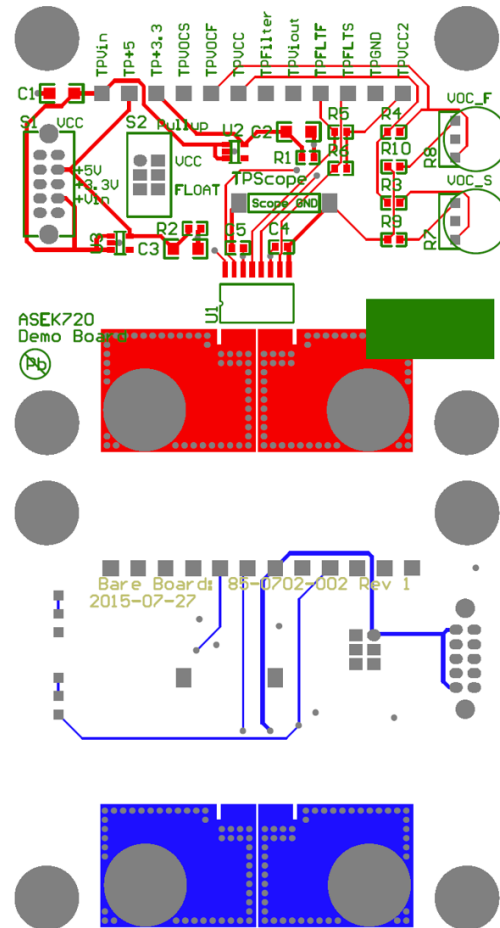 TPVin TP+5 TP+3.3 TPVOCS TPVOCF TPVCC TPFilter TPViout TPFLTF TPFLTS TPGND TPVCC2
C1
S1 VCC
S2 Pullup
U2 C2
R5 R4
VOC_F
R8
R1
R6 R10
+5V
+3.3V
+Vin
VCC
FLOAT
TPScope
Scope GND
R3
VOC_S
R7
R2
C3
C5 C4
R9
U1
ASEK720
Demo Board
Pb
Bare Board: 85-0702-002 Rev 1
2015-07-27